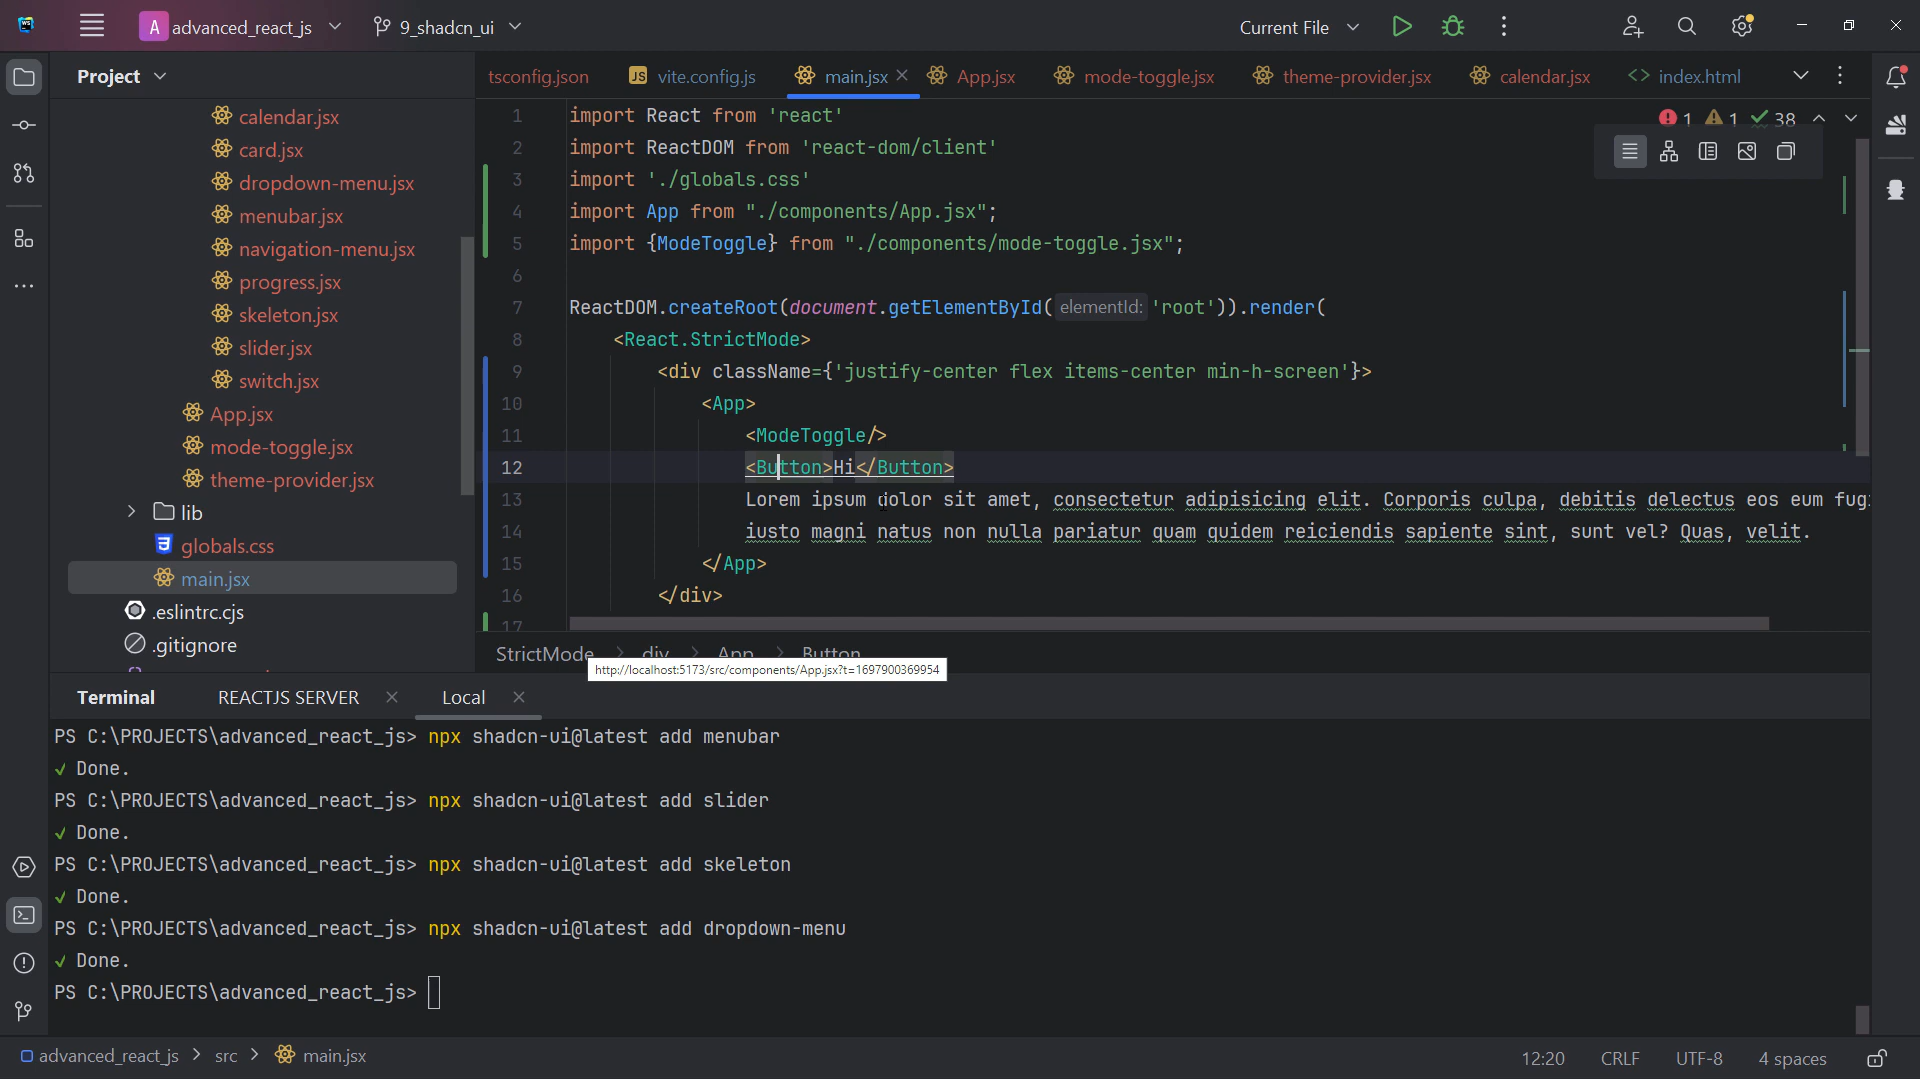 WS
A advanced_react_js
9_shadcn_ui
Current File
Project
tsconfig.json
JS vite.config.js
main.jsx
App.jsx
mode-toggle.jsx
theme-provider.jsx
calendar.jsx
index.html
calendar.jsx
card.jsx
dropdown-menu.jsx
menubar.jsx
navigation-menu.jsx
progress.jsx
skeleton.jsx
slider.jsx
switch.jsx
App.jsx
mode-toggle.jsx
theme-provider.jsx
lib
globals.css
main.jsx
.eslintrc.cjs
.gitignore
1 1 38
1 import React from 'react'
2 import ReactDOM from 'react-dom/client'
3 import './globals.css'
4 import App from "./components/App.jsx";
5 import {ModeToggle} from "./components/mode-toggle.jsx";
6
7 ReactDOM.createRoot(document.getElementById( elementId: 'root')).render(
8 <React.StrictMode>
9 <div className={'justify-center flex items-center min-h-screen'}>
10 <App>
11 <ModeToggle/>
12 <Button>Hi</Button>
13 Lorem ipsum dolor sit amet, consectetur adipisicing elit. Corporis culpa, debitis delectus eos eum
14 iusto magni natus non nulla pariatur quam quidem reiciendis sapiente sint, sunt vel? Quas, velit.
15 </App>
16 </div>
17
StrictMode div App Button
http://localhost:5173/src/components/App.jsx?t=1697900369954
Terminal
REACTJS SERVER
Local
PS C:\PROJECTS\advanced_react_js> npx shadcn-ui@latest add menubar
✓ Done.
PS C:\PROJECTS\advanced_react_js> npx shadcn-ui@latest add slider
✓ Done.
PS C:\PROJECTS\advanced_react_js> npx shadcn-ui@latest add skeleton
✓ Done.
PS C:\PROJECTS\advanced_react_js> npx shadcn-ui@latest add dropdown-menu
✓ Done.
PS C:\PROJECTS\advanced_react_js>
advanced_react_js > src > main.jsx
12:20 CRLF UTF-8 4 spaces